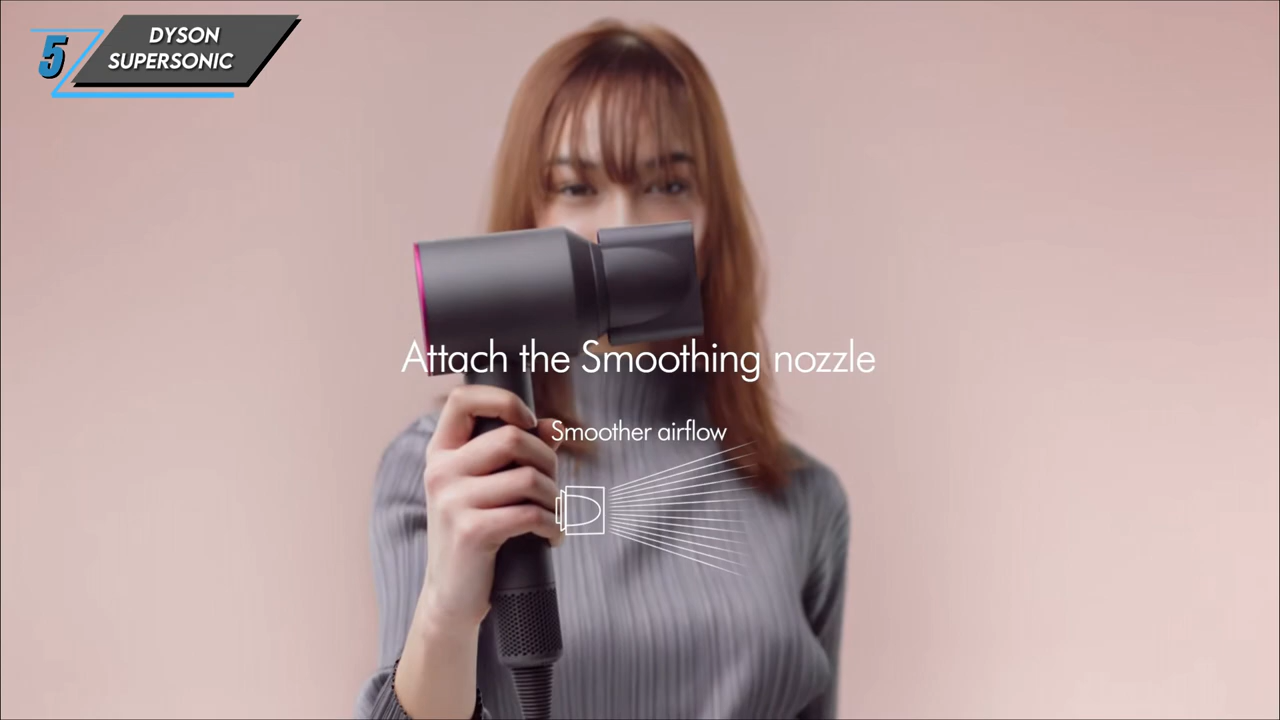 5
DYSON
SUPERSONIC
Attach the Smoothing nozzle
Smoother airflow